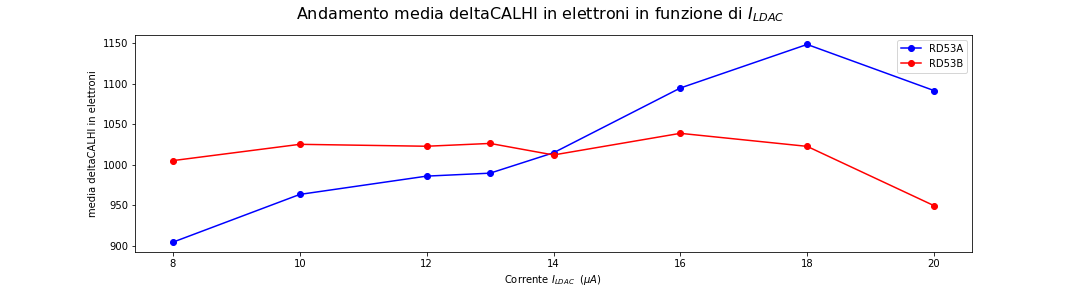 Andamento media deltaCALHI in elettroni in funzione di I_LDAC
1150
1100
1050
1000
950
900
media deltaCALHI in elettroni
RD53A
RD53B
8 10 12 14 16 18 20
Corrente I_LDAC (μA)